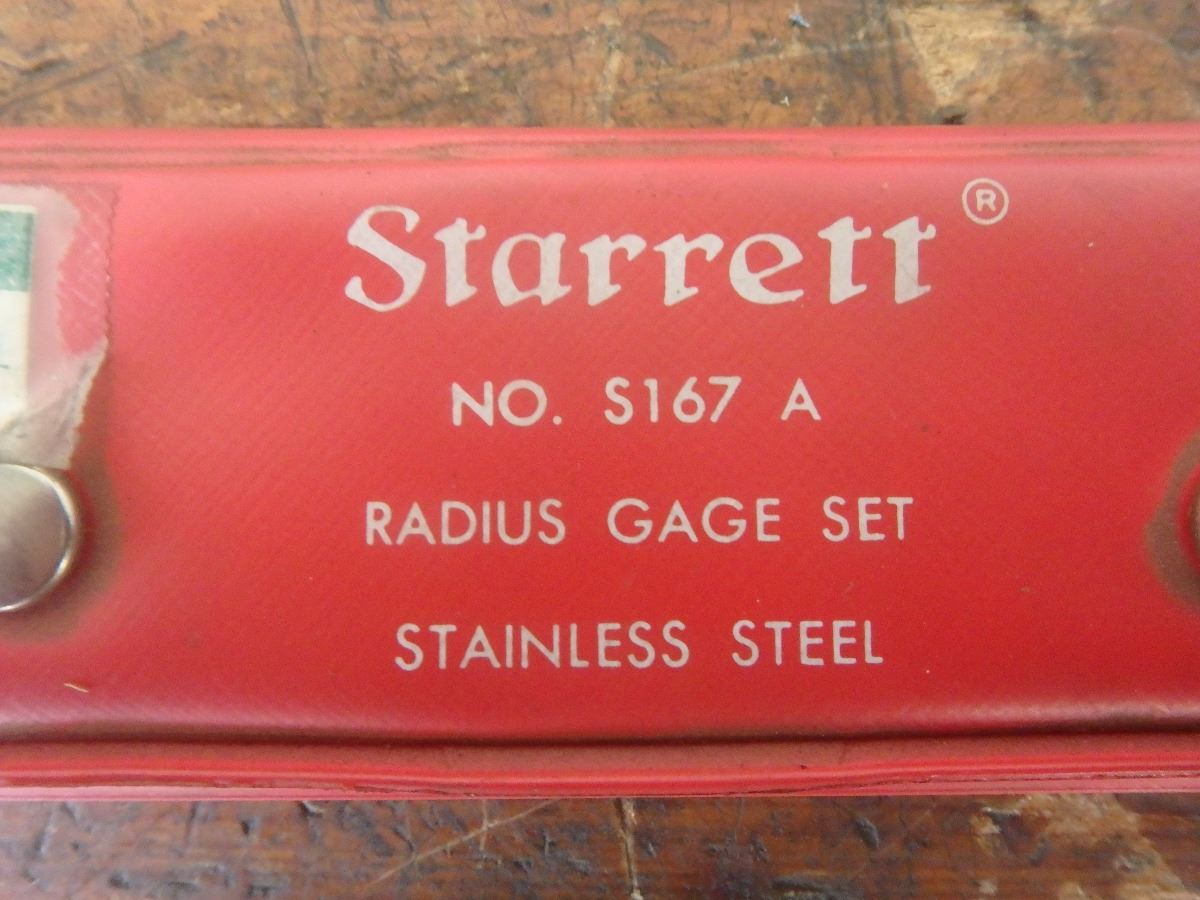 Starrett®
NO. S167 A
RADIUS GAGE SET
STAINLESS STEEL